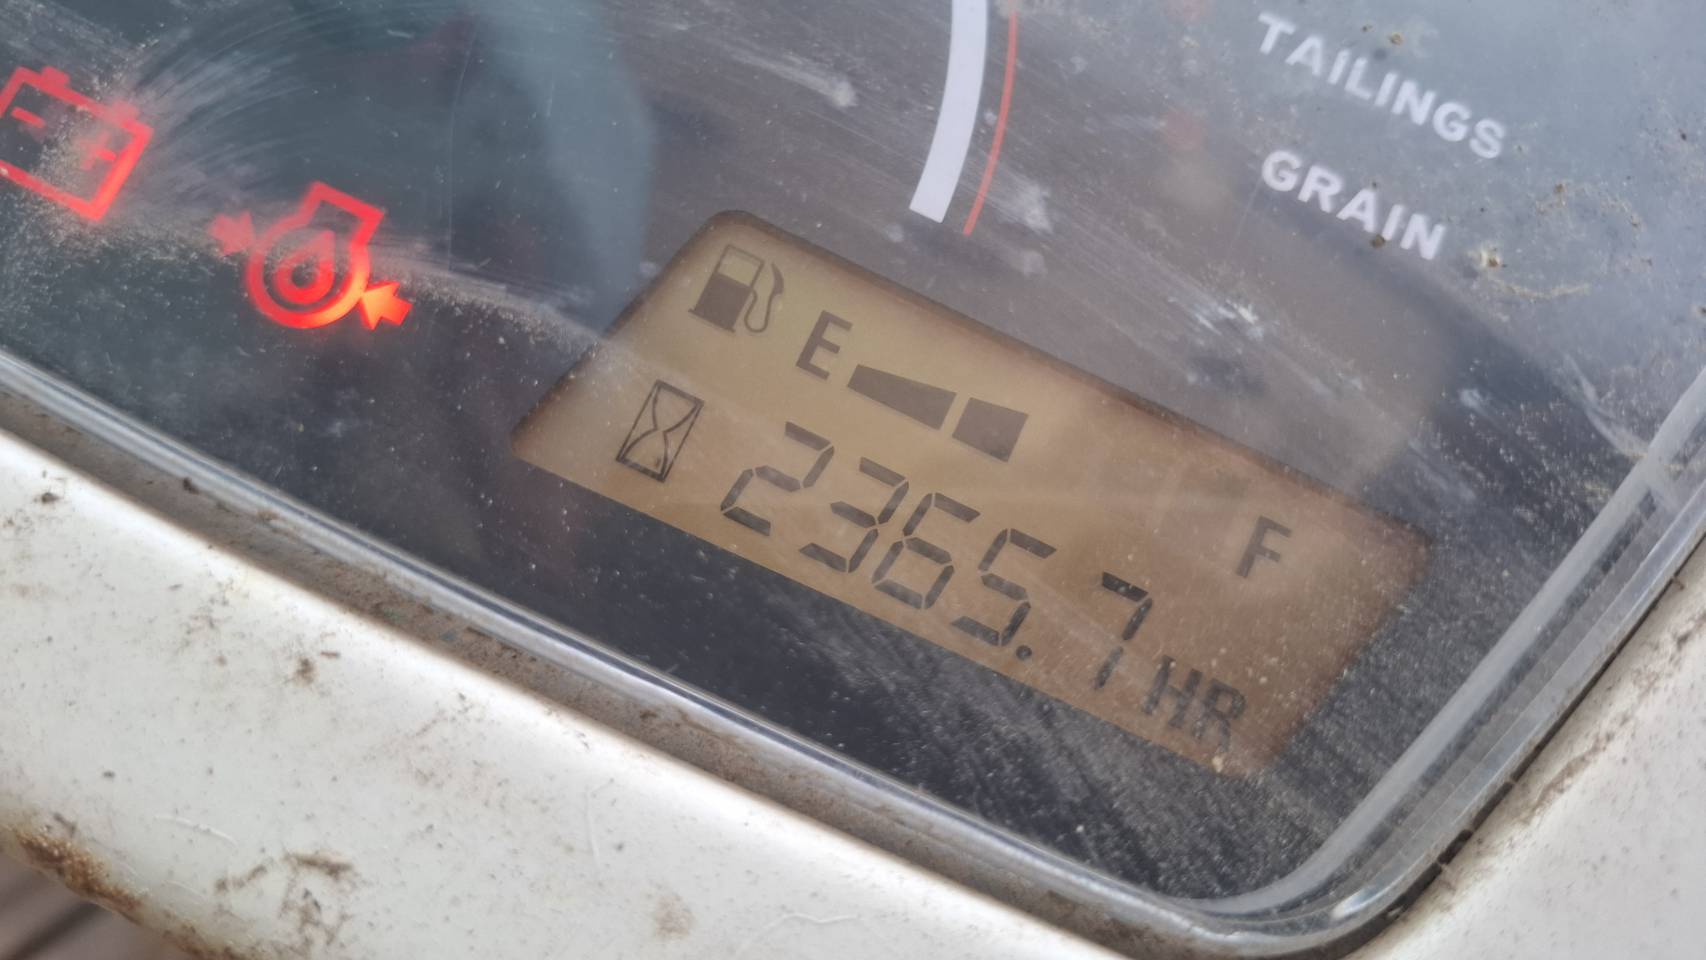 TAILINGS
GRAIN
E
F
2365.7 HR